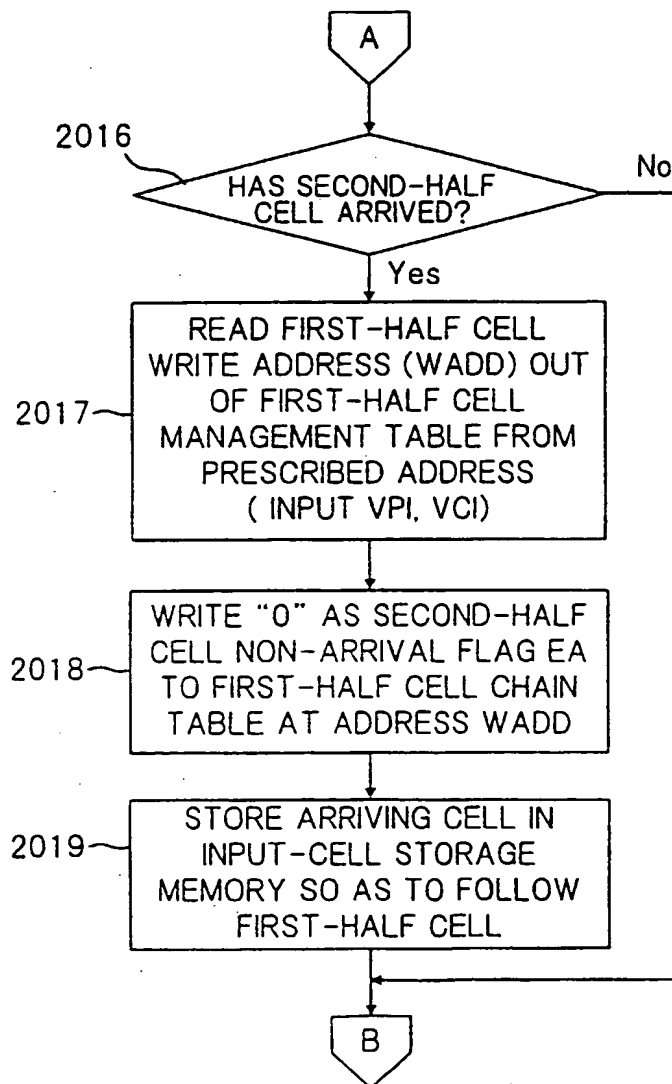 A
2016
No
HAS SECOND-HALF
CELL ARRIVED?
Yes
READ FIRST-HALF CELL
WRITE ADDRESS (WADD) OUT
OF FIRST-HALF CELL
2017
MANAGEMENT TABLE FROM
PRESCRIBED ADDRESS
( INPUT VPI, VCI)
WRITE "0" AS SECOND-HALF
CELL NON-ARRIVAL FLAG EA
2018
TO FIRST-HALF CELL CHAIN
TABLE AT ADDRESS WADD
STORE ARRIVING CELL IN
2019
INPUT-CELL STORAGE
MEMORY SO AS TO FOLLOW
FIRST-HALF CELL
B